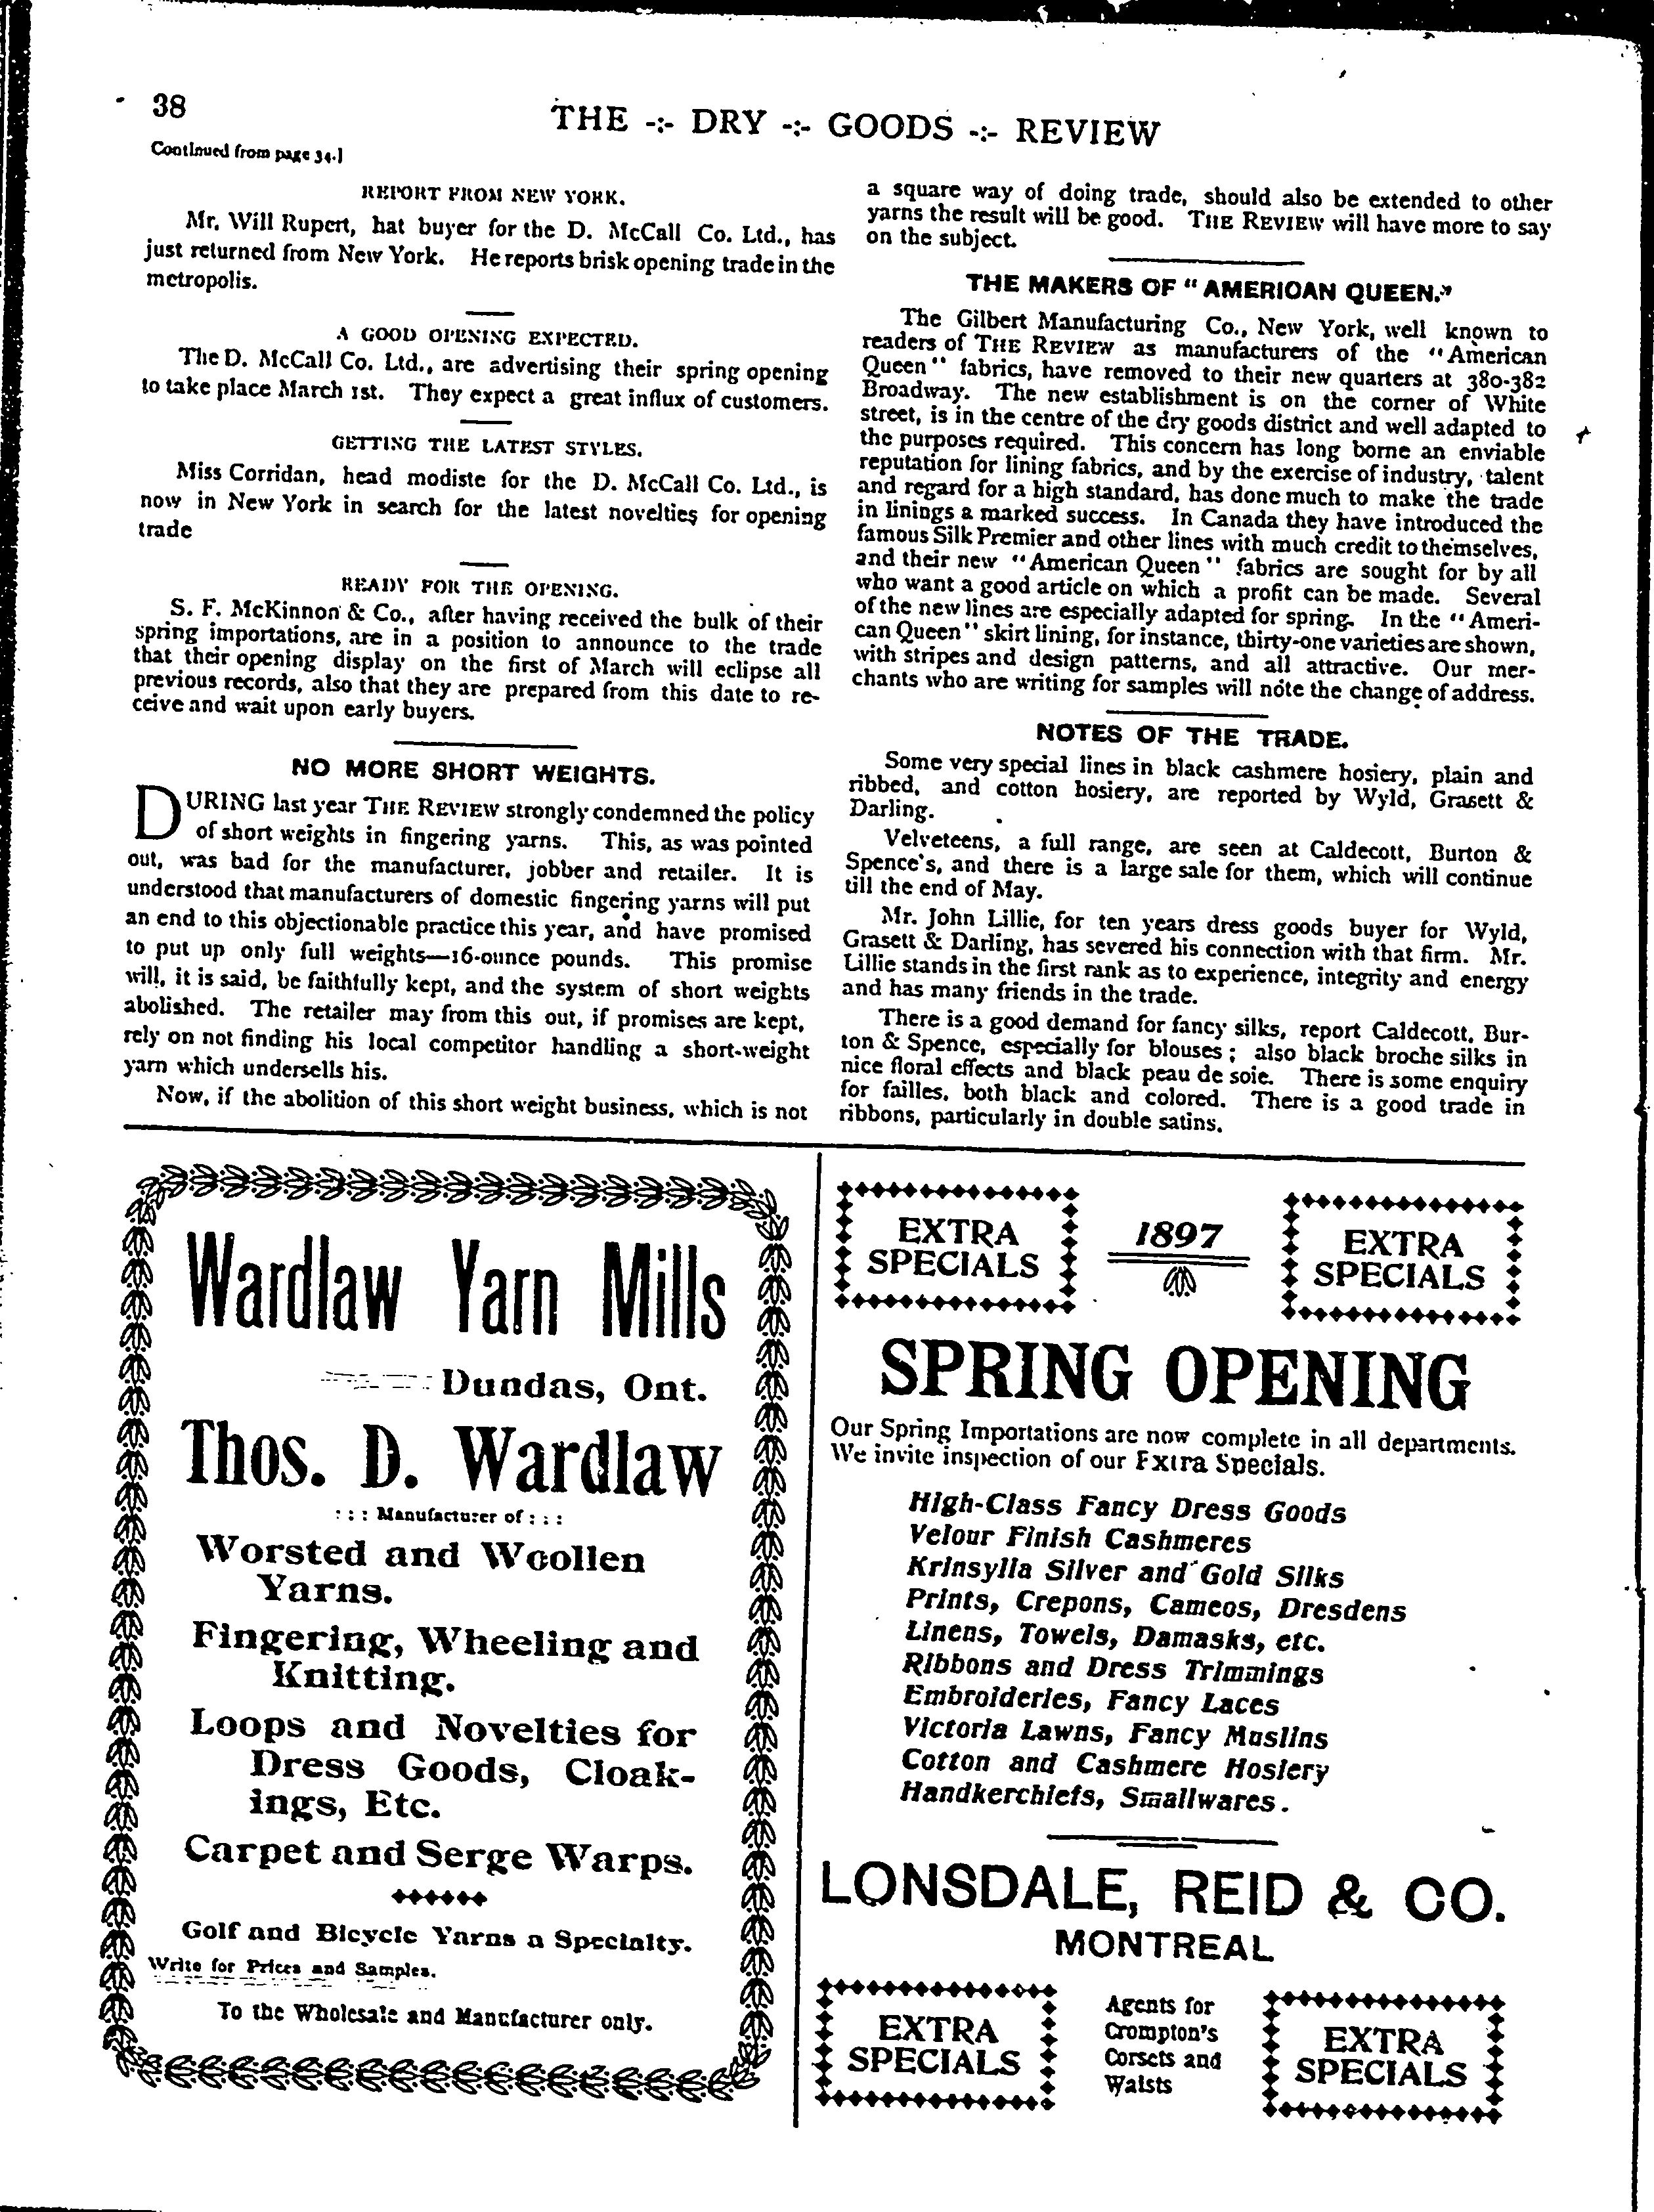 38
THE -:- DRY -:- GOODS -:- REVIEW
Continued from page 34.]
REPORT FROM NEW YORK.
Mr. Will Rupert, hat buyer for the D. McCall Co. Ltd., has
just returned from New York. He reports brisk opening trade in the
metropolis.
A GOOD OPENING EXPECTED.
The D. McCall Co. Ltd., are advertising their spring opening
to take place March 1st. They expect a great influx of customers.
GETTING THE LATEST STYLES.
Miss Corridan, head modiste for the D. McCall Co. Ltd., is
now in New York in search for the latest novelties for opening
trade
READY FOR THE OPENING.
S. F. McKinnon & Co., after having received the bulk of their
spring importations, are in a position to announce to the trade
that their opening display on the first of March will eclipse all
previous records, also that they are prepared from this date to re-
ceive and wait upon early buyers.
NO MORE SHORT WEIGHTS.
DURING last year THE REVIEW strongly condemned the policy
of short weights in fingering yarns. This, as was pointed
out, was bad for the manufacturer, jobber and retailer. It is
understood that manufacturers of domestic fingering yarns will put
an end to this objectionable practice this year, and have promised
to put up only full weights—16-ounce pounds. This promise
will, it is said, be faithfully kept, and the system of short weights
abolished. The retailer may from this out, if promises are kept,
rely on not finding his local competitor handling a short-weight
yarn which undersells his.
Now, if the abolition of this short weight business, which is not
a square way of doing trade, should also be extended to other
yarns the result will be good. THE REVIEW will have more to say
on the subject.
THE MAKERS OF "AMERICAN QUEEN."
The Gilbert Manufacturing Co., New York, well known to
readers of THE REVIEW as manufacturers of the "American
Queen" fabrics, have removed to their new quarters at 380-382
Broadway. The new establishment is on the corner of White
street, is in the centre of the dry goods district and well adapted to
the purposes required. This concern has long borne an enviable
reputation for lining fabrics, and by the exercise of industry, talent
and regard for a high standard, has done much to make the trade
in linings a marked success. In Canada they have introduced the
famous Silk Premier and other lines with much credit to themselves,
and their new "American Queen" fabrics are sought for by all
who want a good article on which a profit can be made. Several
of the new lines are especially adapted for spring. In the "Ameri-
can Queen" skirt lining, for instance, thirty-one varieties are shown,
with stripes and design patterns, and all attractive. Our mer-
chants who are writing for samples will note the change of address.
NOTES OF THE TRADE.
Some very special lines in black cashmere hosiery, plain and
ribbed, and cotton hosiery, are reported by Wyld, Grasett &
Darling.
Velveteens, a full range, are seen at Caldecott, Burton &
Spence's, and there is a large sale for them, which will continue
till the end of May.
Mr. John Lillie, for ten years dress goods buyer for Wyld,
Grasett & Darling, has severed his connection with that firm. Mr.
Lillie stands in the first rank as to experience, integrity and energy
and has many friends in the trade.
There is a good demand for fancy silks, report Caldecott, Bur-
ton & Spence, especially for blouses; also black broche silks in
nice floral effects and black peau de soie. There is some enquiry
for failles, both black and colored. There is a good trade in
ribbons, particularly in double satins.
Wardlaw Yarn Mills
Dundas, Ont.
Thos. D. Wardlaw
: : : Manufacturer of : : :
Worsted and Woollen
Yarns.
Fingering, Wheeling and
Knitting.
Loops and Novelties for
Dress Goods, Cloak-
ings, Etc.
Carpet and Serge Warps.
Golf and Bicycle Yarns a Specialty.
Write for Prices and Samples.
To the Wholesale and Manufacturer only.
EXTRA
SPECIALS
1897
EXTRA
SPECIALS
SPRING OPENING
Our Spring Importations are now complete in all departments.
We invite inspection of our Extra Specials.
High-Class Fancy Dress Goods
Velour Finish Cashmeres
Krinsylla Silver and Gold Silks
Prints, Crepons, Cameos, Dresdens
Linens, Towels, Damasks, etc.
Ribbons and Dress Trimmings
Embroideries, Fancy Laces
Victoria Lawns, Fancy Muslins
Cotton and Cashmere Hosiery
Handkerchiefs, Smallwares.
LONSDALE, REID & CO.
MONTREAL
EXTRA
SPECIALS
Agents for
Crompton's
Corsets and
Waists
EXTRA
SPECIALS